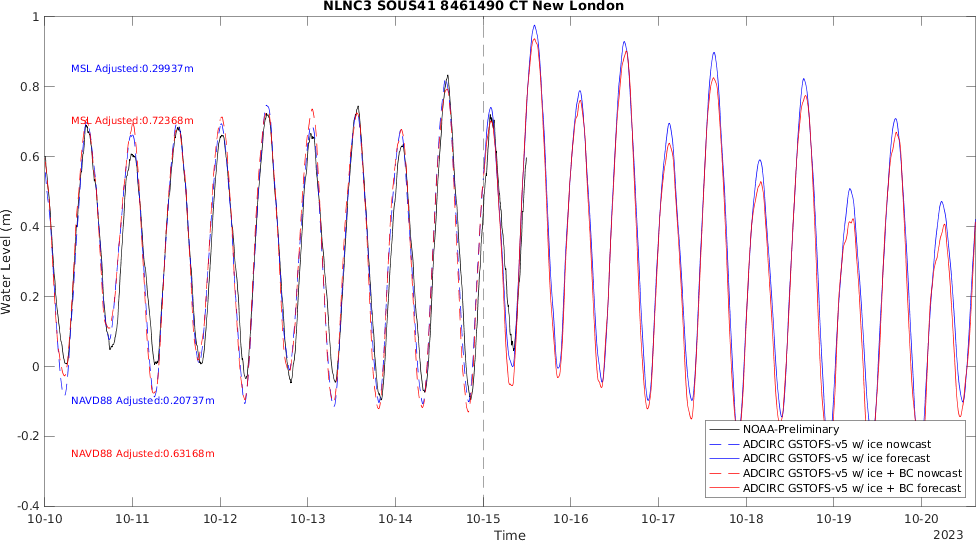 NLNC3 SOUS41 8461490 CT New London
Water Level (m)
1
0.8
0.6
0.4
0.2
0
-0.2
-0.4
MSL Adjusted:0.29937m
MSL Adjusted:0.72368m
NAVD88 Adjusted:0.20737m
NAVD88 Adjusted:0.63168m
NOAA-Preliminary
ADCIRC GSTOFS-v5 w/ ice nowcast
ADCIRC GSTOFS-v5 w/ ice forecast
ADCIRC GSTOFS-v5 w/ ice + BC nowcast
ADCIRC GSTOFS-v5 w/ ice + BC forecast
10-10 10-11 10-12 10-13 10-14 10-15 10-16 10-17 10-18 10-19 10-20
Time
2023